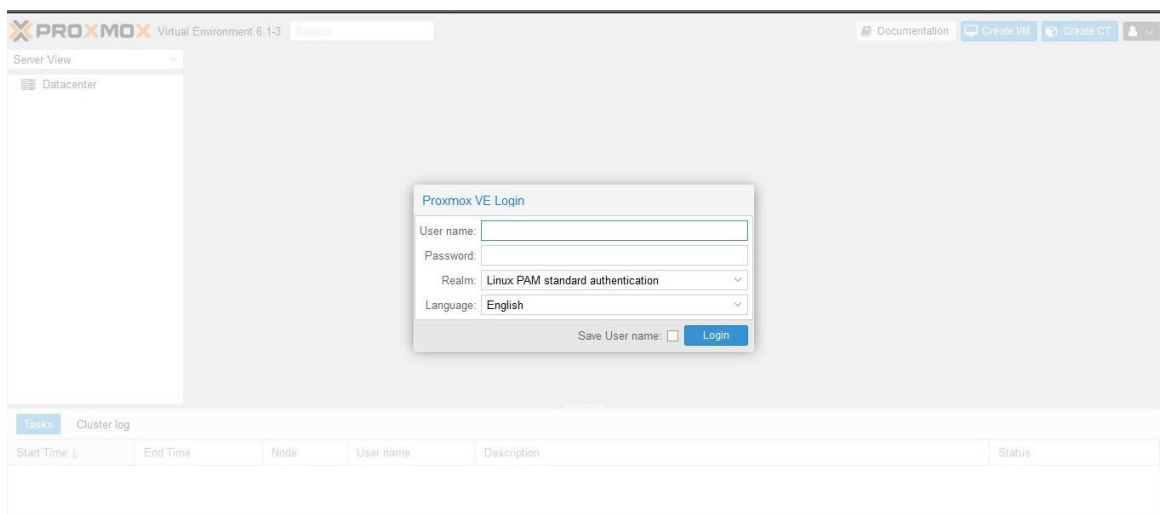 PROXMOX Virtual Environment 6.1-3 Search Documentation Create VM Create CT
Server View
Datacenter
Proxmox VE Login
User name:
Password:
Realm: Linux PAM standard authentication
Language: English
Save User name: Login
Tasks Cluster log
Start Time ↓ End Time Node User name Description Status